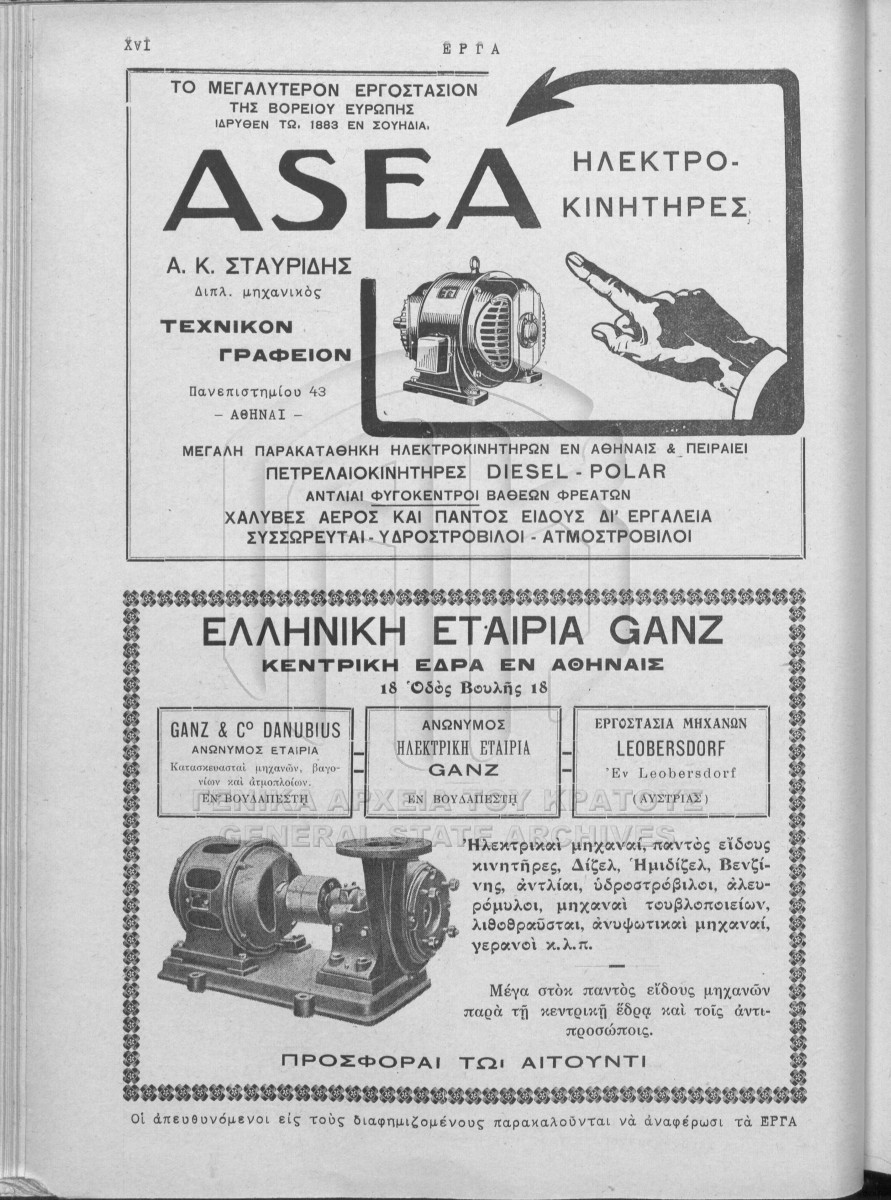 XVI
ΕΡΓΑ
ΤΟ ΜΕΓΑΛΥΤΕΡΟΝ ΕΡΓΟΣΤΑΣΙΟΝ
ΤΗΣ ΒΟΡΕΙΟΥ ΕΥΡΩΠΗΣ
ΙΔΡΥΘΕΝ ΤΩ. 1883 ΕΝ ΣΟΥΗΔΙΑ.
ASEA
ΗΛΕΚΤΡΟ-
ΚΙΝΗΤΗΡΕΣ
Α. Κ. ΣΤΑΥΡΙΔΗΣ
Διπλ. μηχανικὸς
ΤΕΧΝΙΚΟΝ
ΓΡΑΦΕΙΟΝ
Πανεπιστημίου 43
– ΑΘΗΝΑΙ –
ΜΕΓΑΛΗ ΠΑΡΑΚΑΤΑΘΗΚΗ ΗΛΕΚΤΡΟΚΙΝΗΤΗΡΩΝ ΕΝ ΑΘΗΝΑΙΣ & ΠΕΙΡΑΙΕΙ
ΠΕΤΡΕΛΑΙΟΚΙΝΗΤΗΡΕΣ DIESEL - POLAR
ΑΝΤΛΙΑΙ ΦΥΓΟΚΕΝΤΡΟΙ ΒΑΘΕΩΝ ΦΡΕΑΤΩΝ
ΧΑΛΥΒΕΣ ΑΕΡΟΣ ΚΑΙ ΠΑΝΤΟΣ ΕΙΔΟΥΣ ΔΙ' ΕΡΓΑΛΕΙΑ
ΣΥΣΣΩΡΕΥΤΑΙ - ΥΔΡΟΣΤΡΟΒΙΛΟΙ - ΑΤΜΟΣΤΡΟΒΙΛΟΙ
ΕΛΛΗΝΙΚΗ ΕΤΑΙΡΙΑ GANZ
ΚΕΝΤΡΙΚΗ ΕΔΡΑ ΕΝ ΑΘΗΝΑΙΣ
18 Ὁδὸς Βουλῆς 18
GANZ & Cº DANUBIUS
ΑΝΩΝΥΜΟΣ ΕΤΑΙΡΙΑ
Κατασκευασταὶ μηχανῶν, βαγο-
νίων καὶ ἀτμοπλοίων.
ΕΝ ΒΟΥΔΑΠΕΣΤΗ
ΑΝΩΝΥΜΟΣ
ΗΛΕΚΤΡΙΚΗ ΕΤΑΙΡΙΑ
GANZ
ΕΝ ΒΟΥΔΑΠΕΣΤΗ
ΕΡΓΟΣΤΑΣΙΑ ΜΗΧΑΝΩΝ
LEOBERSDORF
Ἐν Leobersdorf
(ΑΥΣΤΡΙΑΣ)
ΓΕΝΙΚΑ ΑΡΧΕΙΑ ΤΟΥ ΚΡΑΤΟΥΣ
GENERAL STATE ARCHIVES
Ἠλεκτρικαὶ μηχαναί, παντὸς εἴδους
κινητῆρες, Δίζελ, Ἡμιδίζελ, Βενζί-
νης, ἀντλίαι, ὑδροστρόβιλοι, ἀλευ-
ρόμυλοι, μηχαναὶ τουβλοποιείων,
λιθοθραῦσται, ἀνυψωτικαὶ μηχαναί,
γερανοὶ κ.λ.π.
Μέγα στὸκ παντὸς εἴδους μηχανῶν
παρὰ τῇ κεντρικῇ ἕδρᾳ καὶ τοῖς ἀντι-
προσώποις.
ΠΡΟΣΦΟΡΑΙ ΤΩΙ ΑΙΤΟΥΝΤΙ
Οἱ ἀπευθυνόμενοι εἰς τοὺς διαφημιζομένους παρακαλοῦνται νὰ ἀναφέρωσι τὰ ΕΡΓΑ